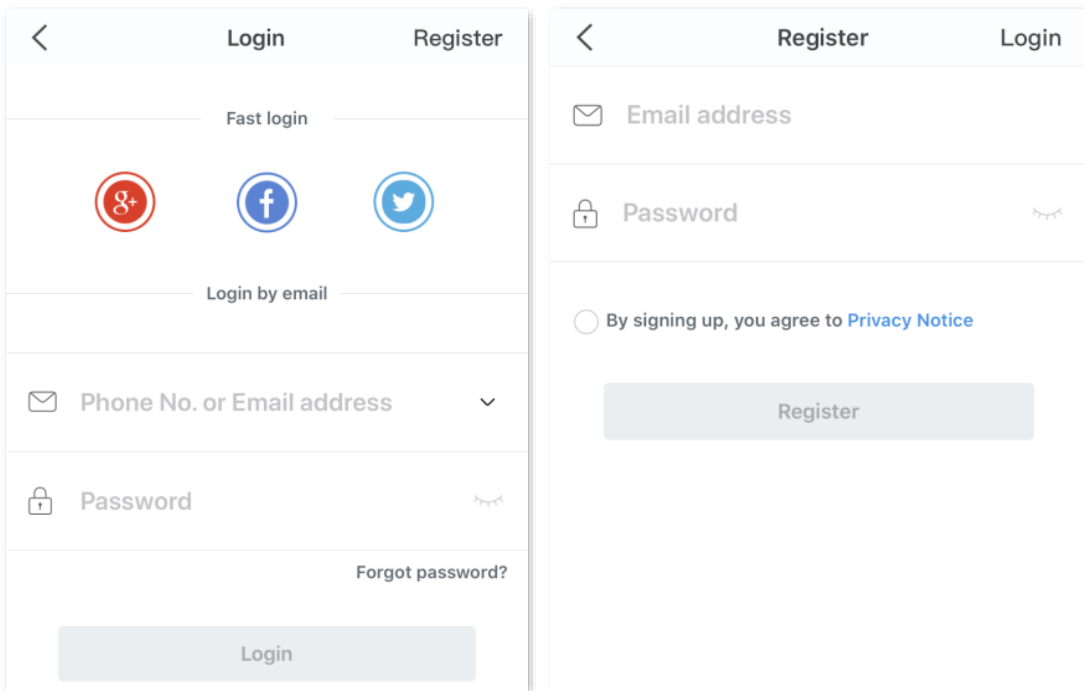 Login
Register
Fast login
g+
f
Login by email
Phone No. or Email address
Password
Forgot password?
Login
Register
Login
Email address
Password
By signing up, you agree to Privacy Notice
Register